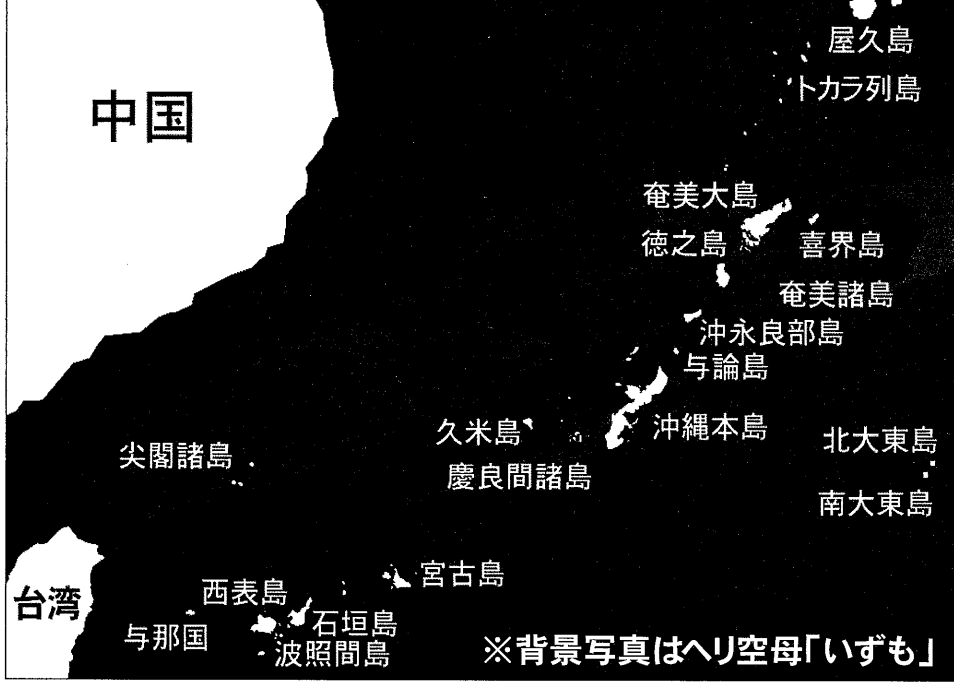 屋久島
トカラ列島
中国
奄美大島
徳之島
喜界島
奄美諸島
沖永良部島
与論島
沖縄本島
久米島
慶良間諸島
北大東島
南大東島
尖閣諸島
台湾
宮古島
西表島
石垣島
与那国
波照間島
※背景写真はヘリ空母「いずも」